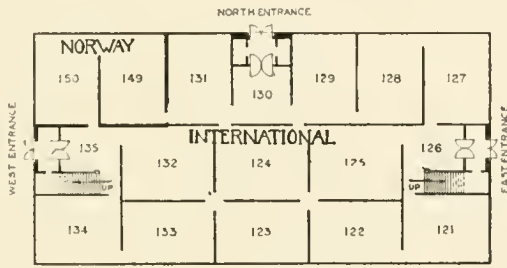 NORTH ENTRANCE
NORWAY
150 149 131 130 129 128 127
INTERNATIONAL
WEST ENTRANCE
135 132 124 125 126
EAST ENTRANCE
UP UP
134 133 123 122 121